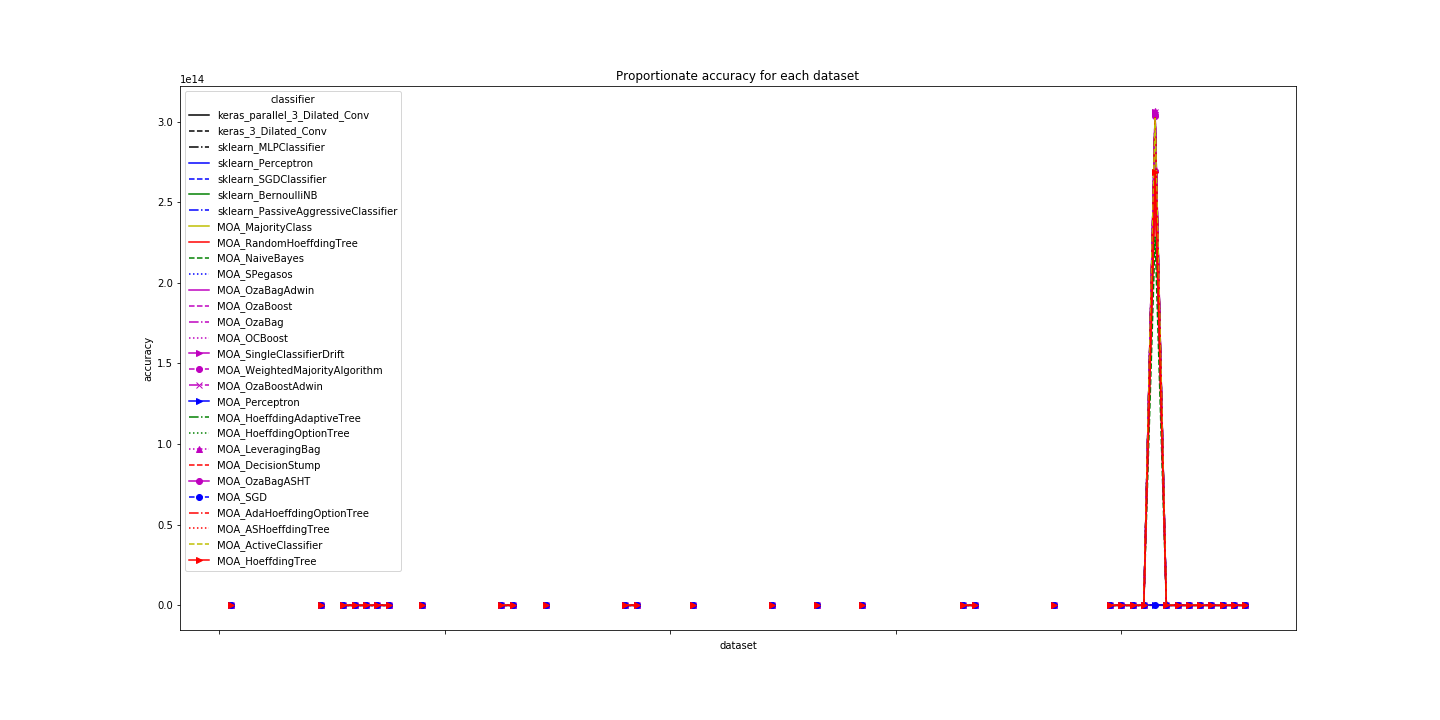 Proportionate accuracy for each dataset
1e14
classifier
keras_parallel_3_Dilated_Conv
keras_3_Dilated_Conv
sklearn_MLPClassifier
sklearn_Perceptron
sklearn_SGDClassifier
sklearn_BernoulliNB
sklearn_PassiveAggressiveClassifier
MOA_MajorityClass
MOA_RandomHoeffdingTree
MOA_NaiveBayes
MOA_SPegasos
MOA_OzaBagAdwin
MOA_OzaBoost
MOA_OzaBag
MOA_OCBoost
MOA_SingleClassifierDrift
MOA_WeightedMajorityAlgorithm
MOA_OzaBoostAdwin
MOA_Perceptron
MOA_HoeffdingAdaptiveTree
MOA_HoeffdingOptionTree
MOA_LeveragingBag
MOA_DecisionStump
MOA_OzaBagASHT
MOA_SGD
MOA_AdaHoeffdingOptionTree
MOA_ASHoeffdingTree
MOA_ActiveClassifier
MOA_HoeffdingTree
3.0
2.5
2.0
1.5
1.0
0.5
0.0
accuracy
dataset